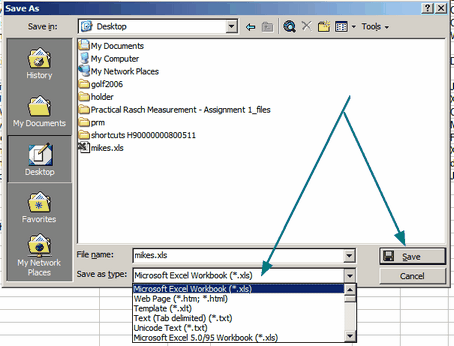 Save As
Save in: Desktop Tools
History
My Documents
Desktop
Favorites
My Network
Places
My Documents
My Computer
My Network Places
golf2006
holder
Practical Rasch Measurement - Assignment 1_files
prm
shortcuts H90000000800511
mikes.xls
File name: mikes.xls Save
Save as type: Microsoft Excel Workbook (*.xls) Cancel
Microsoft Excel Workbook (*.xls)
Web Page (*.htm; *.html)
Template (*.xlt)
Text (Tab delimited) (*.txt)
Unicode Text (*.txt)
Microsoft Excel 5.0/95 Workbook (*.xls)